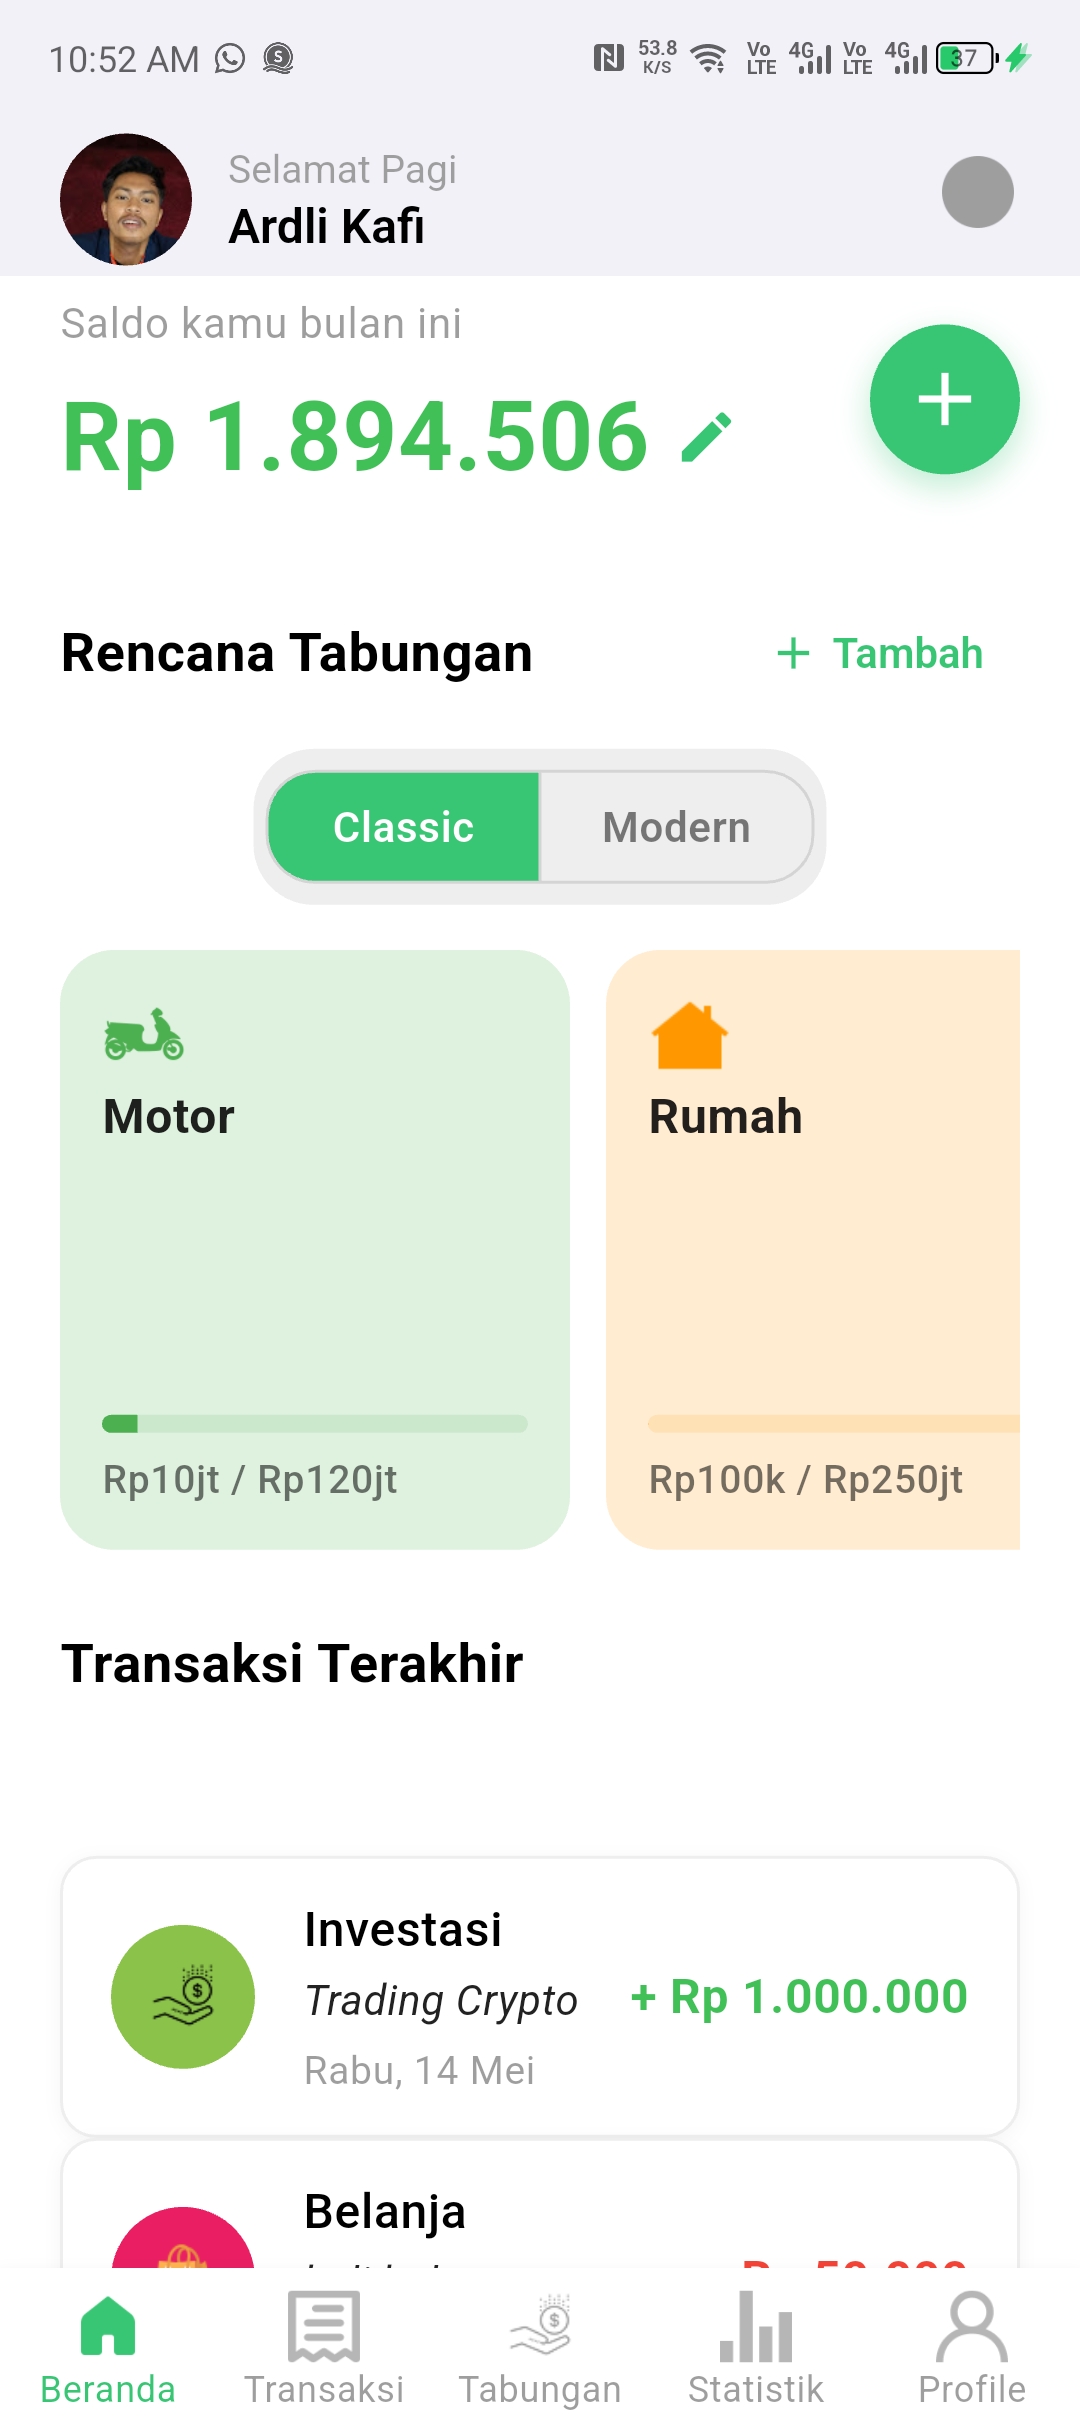 10:52 AM
53.8
K/S
Vo
LTE
4G
Vo
LTE
4G
37
Selamat Pagi
Ardli Kafi
Saldo kamu bulan ini
Rp 1.894.506
Rencana Tabungan
+ Tambah
Classic
Modern
Motor
Rp10jt / Rp120jt
Rumah
Rp100k / Rp250jt
Transaksi Terakhir
Investasi
Trading Crypto
+ Rp 1.000.000
Rabu, 14 Mei
Belanja
Beranda
Transaksi
Tabungan
Statistik
Profile